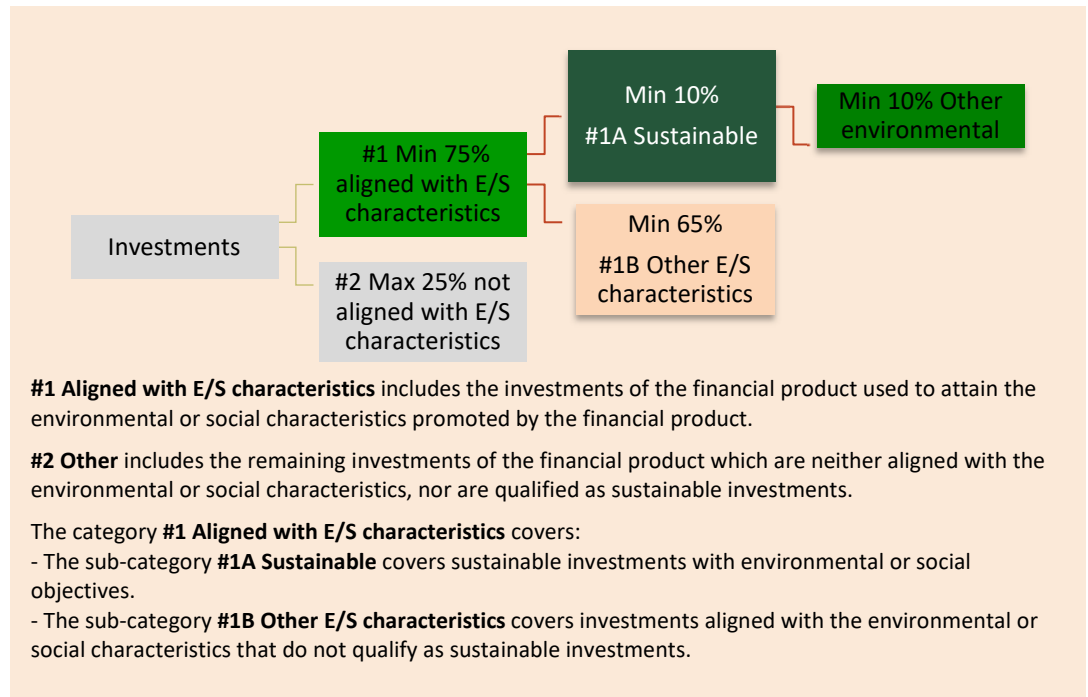 Min 10%
#1A Sustainable
Min 10% Other
environmental
#1 Min 75%
aligned with E/S
characteristics
Investments
Min 65%
#1B Other E/S
characteristics
#2 Max 25% not
aligned with E/S
characteristics
#1 Aligned with E/S characteristics includes the investments of the financial product used to attain the
environmental or social characteristics promoted by the financial product.
#2 Other includes the remaining investments of the financial product which are neither aligned with the
environmental or social characteristics, nor are qualified as sustainable investments.
The category #1 Aligned with E/S characteristics covers:
- The sub-category #1A Sustainable covers sustainable investments with environmental or social
objectives.
- The sub-category #1B Other E/S characteristics covers investments aligned with the environmental or
social characteristics that do not qualify as sustainable investments.